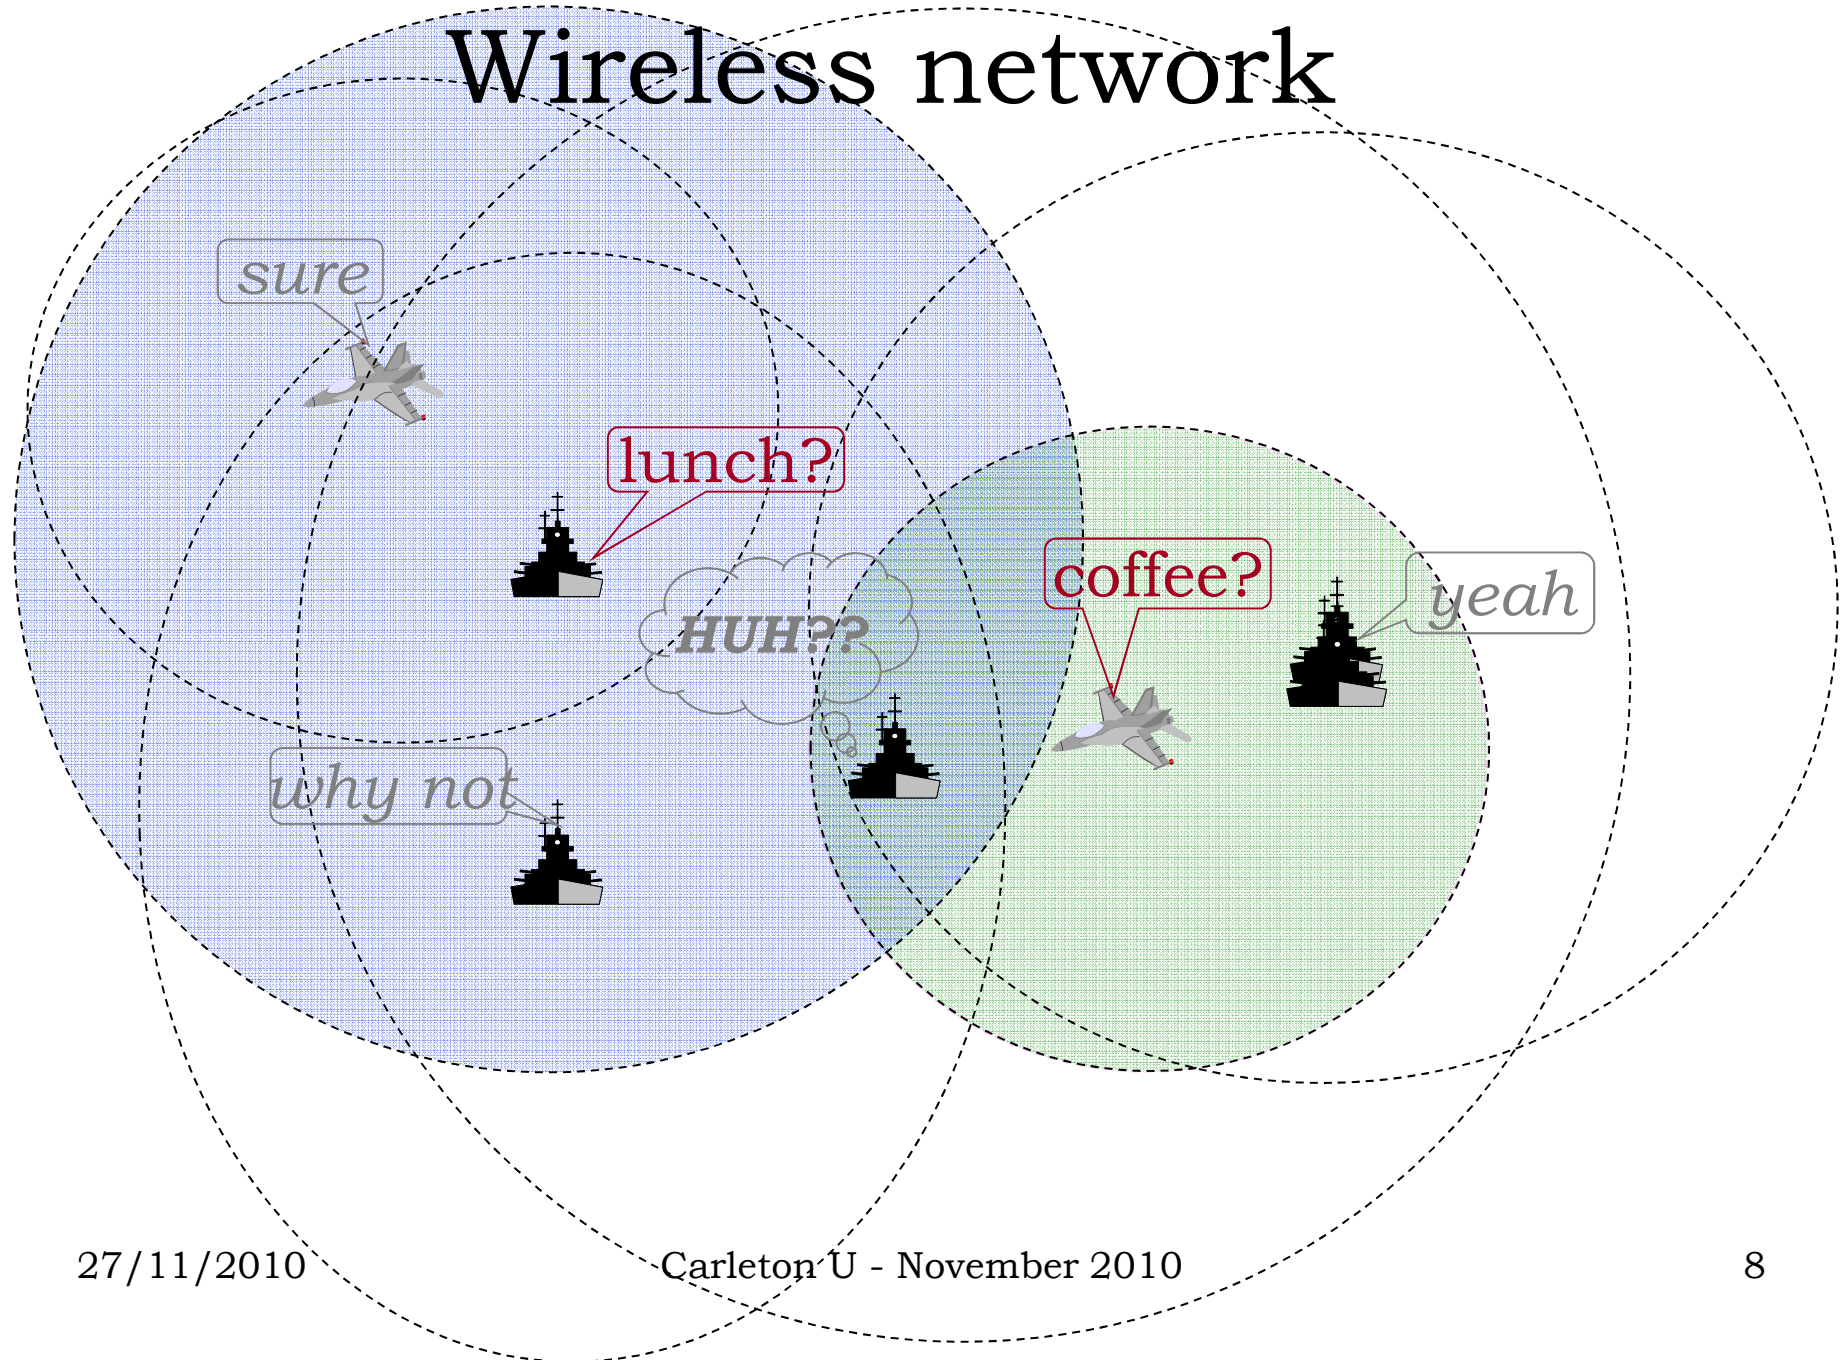 Wireless network
sure
lunch?
coffee?
yeah
HUH??
why not
27/11/2010
Carleton U - November 2010
8